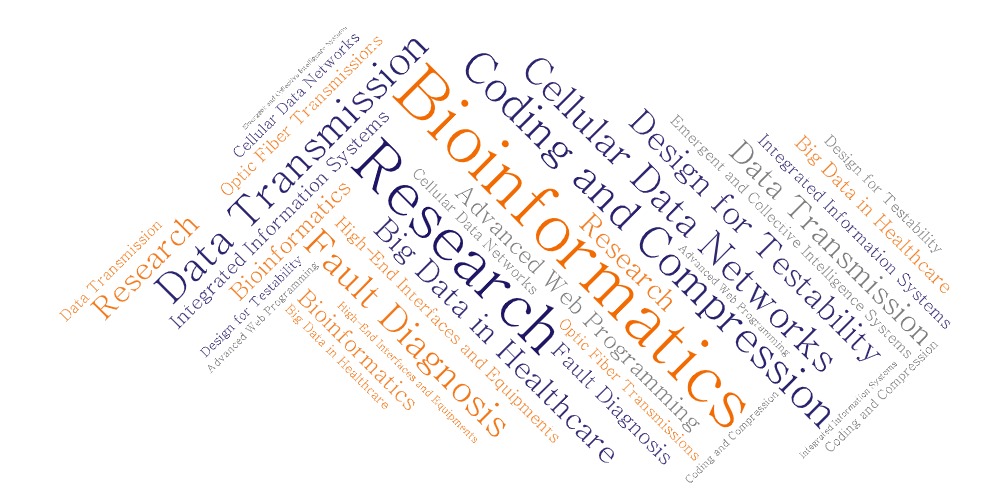 Emergent and Collective Intelligence Systems
Cellular Data Networks
Optic Fiber Transmissions
Data Transmission
Integrated Information Systems
Bioinformatics
Data Transmission
Research
Design for Testability
Advanced Web Programming
Bioinformatics
Research
Coding and Compression
Cellular Data Networks
Design for Testability
Emergent and Collective Intelligence Systems
Data Transmission
Integrated Information Systems
Big Data in Healthcare
Design for Testability
Cellular Data Networks
Advanced Web Programming
Research
Advanced Web Programming
Big Data in Healthcare
High-End Interfaces and Equipments
Fault Diagnosis
Bioinformatics
High-End Interfaces and Equipments
Big Data in Healthcare
Optic Fiber Transmissions
Fault Diagnosis
Coding and Compression
Integrated Information Systems
Coding and Compression